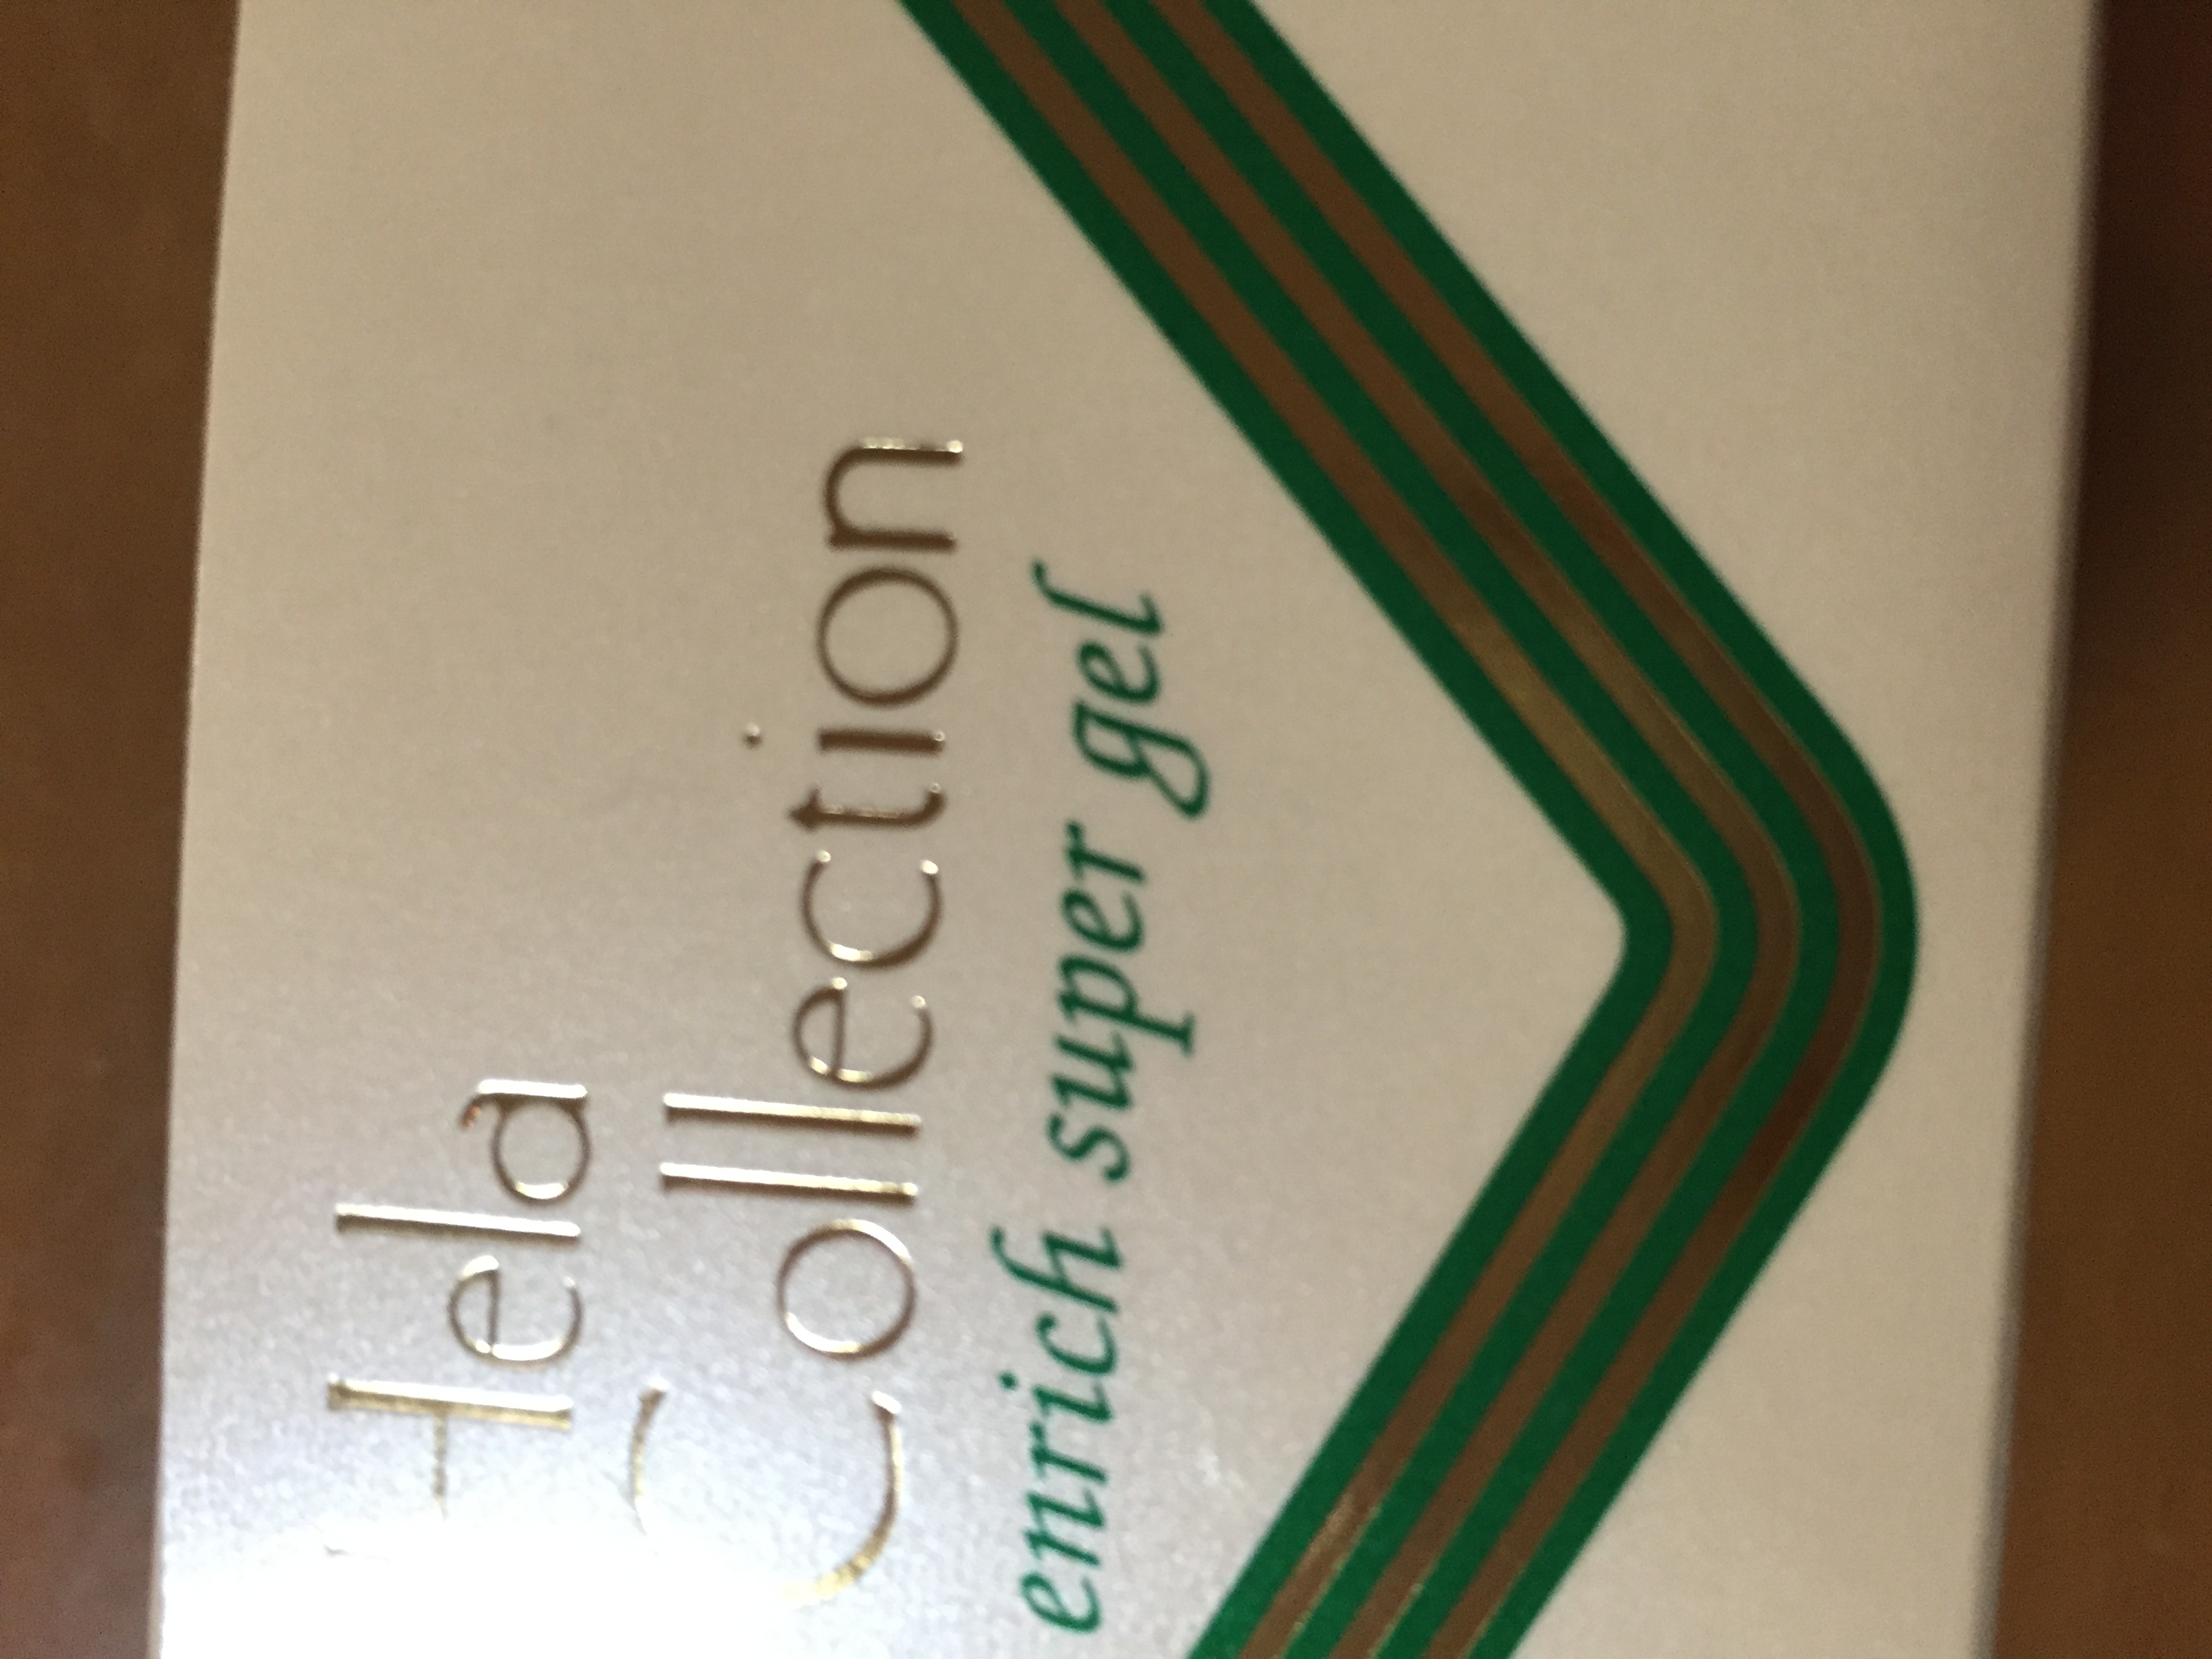 Hela
Collection
enrich super gel